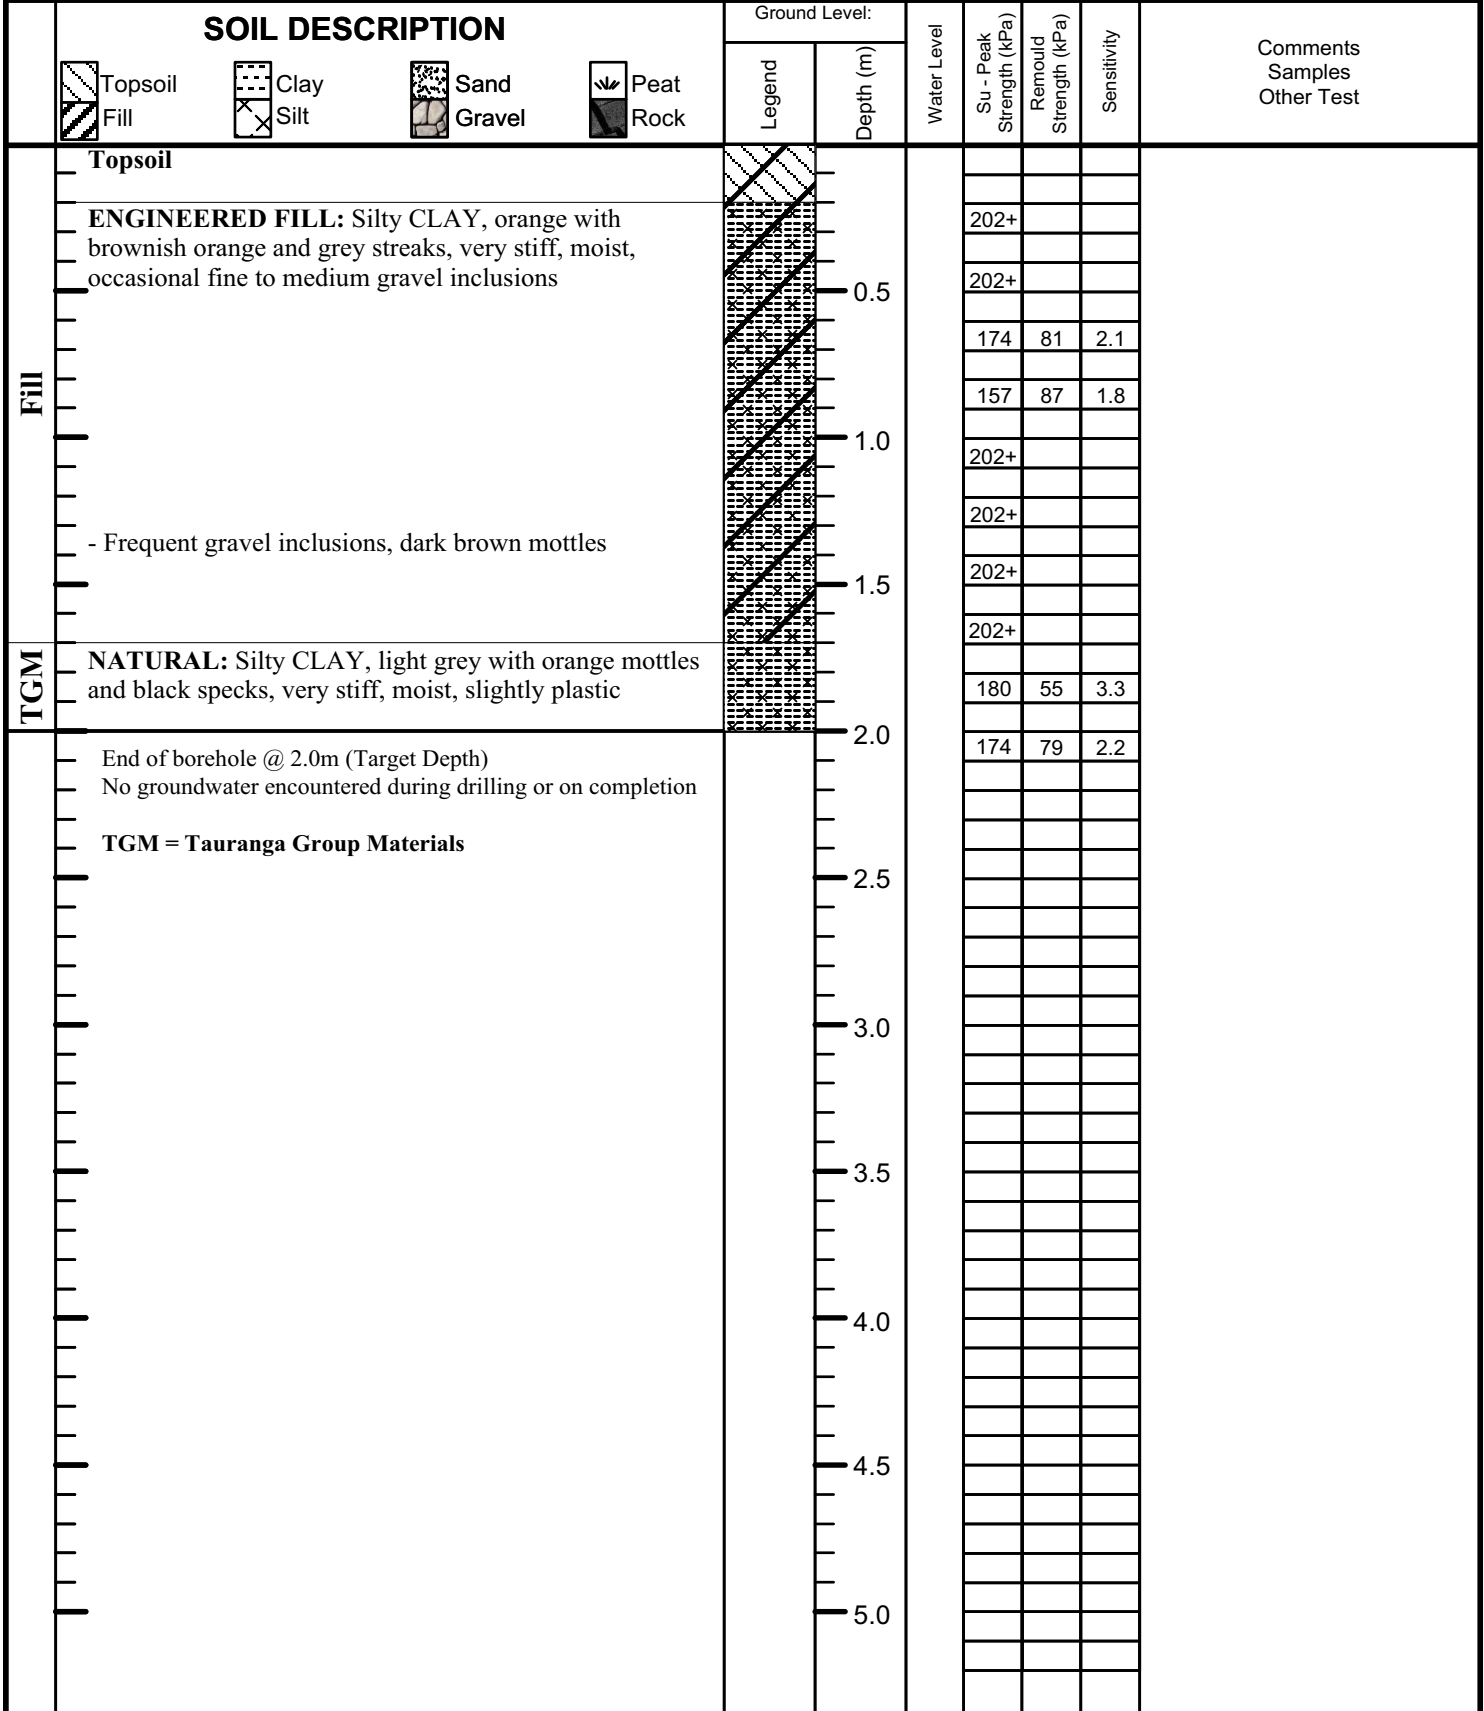 SOIL DESCRIPTION
Topsoil
Clay
Sand
Peat
Fill
Silt
Gravel
Rock
Ground Level:
Legend
Depth (m)
Water Level
Su - Peak
Strength (kPa)
Remould
Strength (kPa)
Sensitivity
Comments
Samples
Other Test
Fill
Topsoil
ENGINEERED FILL: Silty CLAY, orange with
brownish orange and grey streaks, very stiff, moist,
occasional fine to medium gravel inclusions
202+
202+
0.5
174 81 2.1
157 87 1.8
1.0
202+
202+
- Frequent gravel inclusions, dark brown mottles
202+
1.5
202+
TGM
NATURAL: Silty CLAY, light grey with orange mottles
and black specks, very stiff, moist, slightly plastic
180 55 3.3
2.0
174 79 2.2
End of borehole @ 2.0m (Target Depth)
No groundwater encountered during drilling or on completion
TGM = Tauranga Group Materials
2.5
3.0
3.5
4.0
4.5
5.0